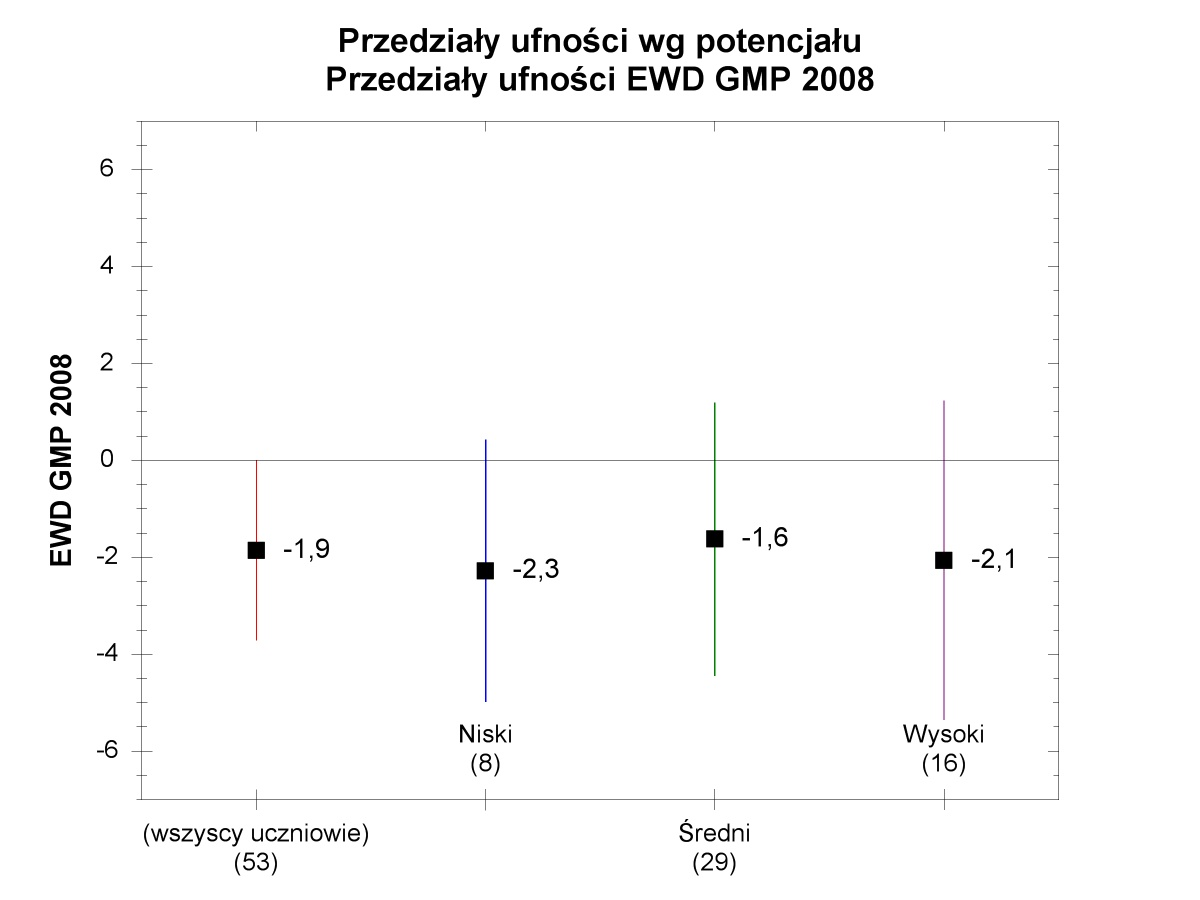 Przedziały ufności wg potencjału
Przedziały ufności EWD GMP 2008
EWD GMP 2008
6
4
2
0
-2
-4
-6
-1,9
-2,3
-1,6
-2,1
Niski
(8)
Wysoki
(16)
(wszyscy uczniowie)
(53)
Średni
(29)